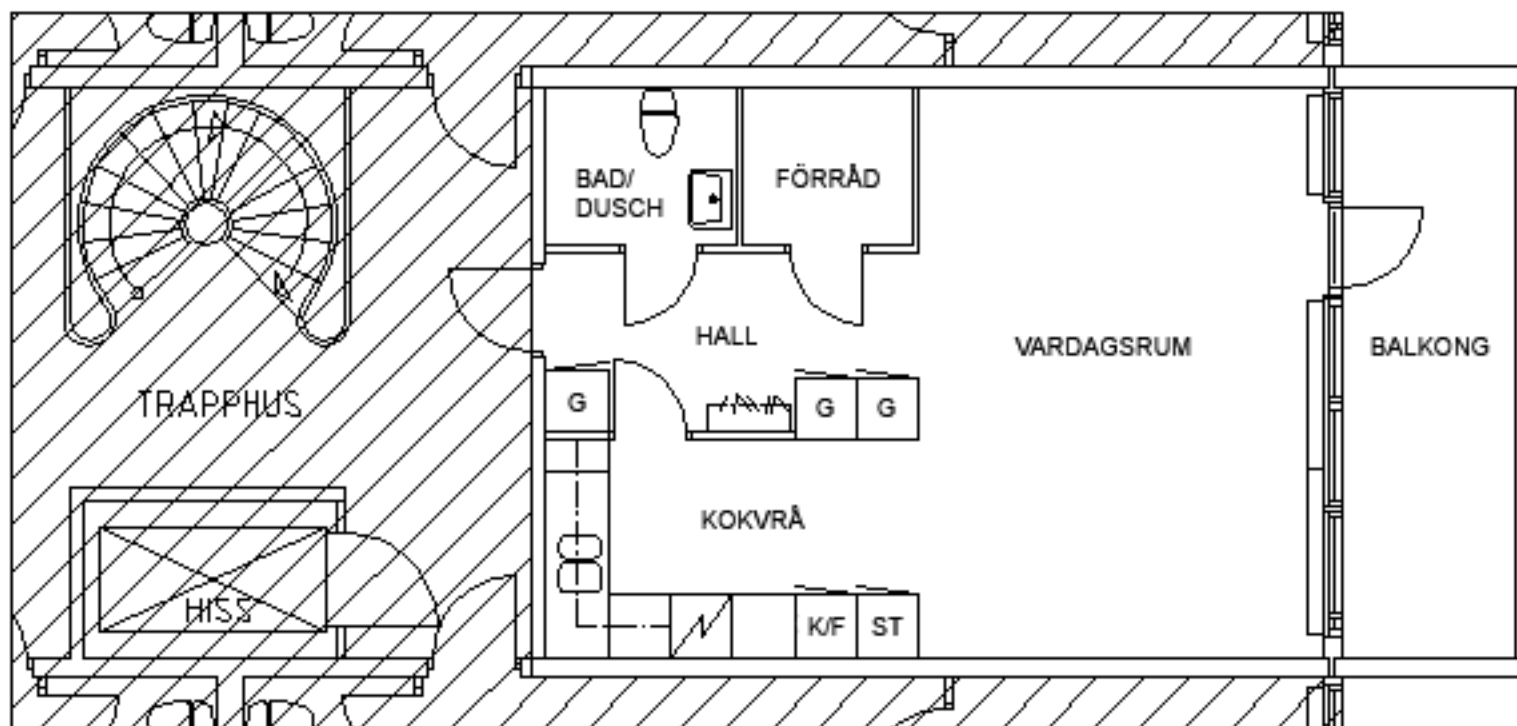 BAD/
DUSCH
FÖRRÅD
HALL
VARDAGSRUM
BALKONG
TRAPPHUS
G
G
G
KOKVRÅ
HISS
K/F
ST